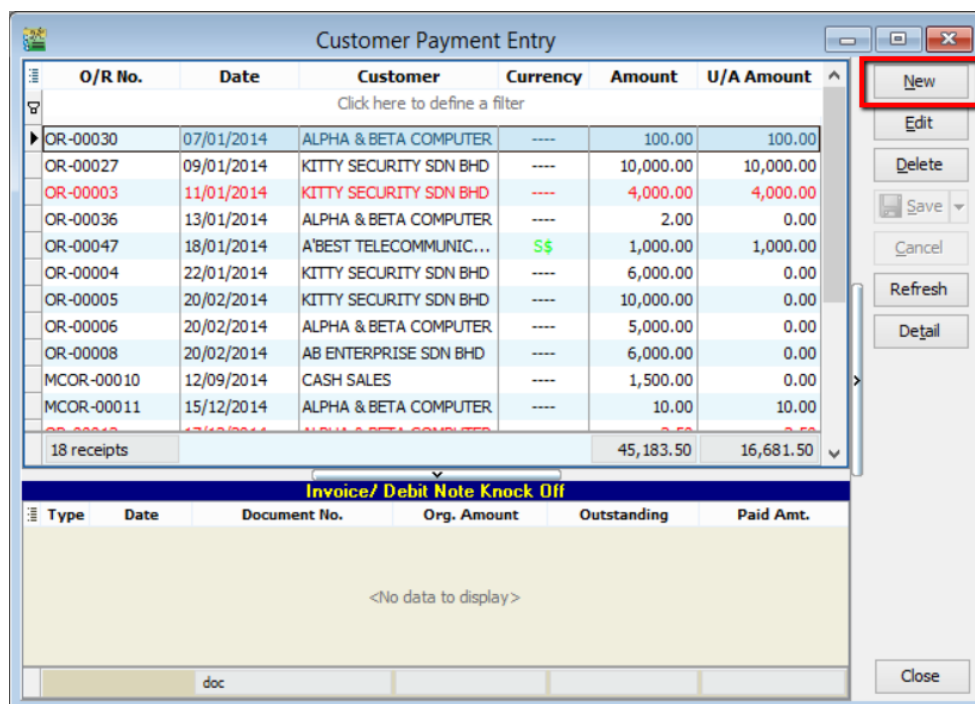 Customer Payment Entry
O/R No. Date Customer Currency Amount U/A Amount
Click here to define a filter
OR-00030 07/01/2014 ALPHA & BETA COMPUTER ---- 100.00 100.00
OR-00027 09/01/2014 KITTY SECURITY SDN BHD ---- 10,000.00 10,000.00
OR-00003 11/01/2014 KITTY SECURITY SDN BHD ---- 4,000.00 4,000.00
OR-00036 13/01/2014 ALPHA & BETA COMPUTER ---- 2.00 0.00
OR-00047 18/01/2014 A'BEST TELECOMMUNIC... S$ 1,000.00 1,000.00
OR-00004 22/01/2014 KITTY SECURITY SDN BHD ---- 6,000.00 0.00
OR-00005 20/02/2014 KITTY SECURITY SDN BHD ---- 10,000.00 0.00
OR-00006 20/02/2014 ALPHA & BETA COMPUTER ---- 5,000.00 0.00
OR-00008 20/02/2014 AB ENTERPRISE SDN BHD ---- 6,000.00 0.00
MCOR-00010 12/09/2014 CASH SALES ---- 1,500.00 0.00
MCOR-00011 15/12/2014 ALPHA & BETA COMPUTER ---- 10.00 10.00
18 receipts 45,183.50 16,681.50
New
Edit
Delete
Save
Cancel
Refresh
Detail
Invoice/ Debit Note Knock Off
Type Date Document No. Org. Amount Outstanding Paid Amt.
<No data to display>
doc
Close